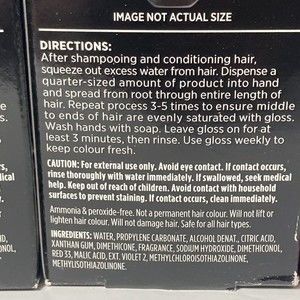 IMAGE NOT ACTUAL SIZE
DIRECTIONS:
After shampooing and conditioning hair,
squeeze out excess water from hair. Dispense a
quarter-sized amount of product into hand
and spread from root through entire length of
hair. Repeat process 3-5 times to ensure middle
to ends of hair are evenly saturated with gloss.
Wash hands with soap. Leave gloss on for at
least 3 minutes, then rinse. Use gloss weekly to
keep colour fresh.
CAUTION: For external use only. Avoid eye contact. If contact occurs,
rinse thoroughly with water immediately. If swallowed, seek medical
help. Keep out of reach of children. Avoid contact with household
surfaces to prevent staining. If contact occurs, clean immediately.
Ammonia & peroxide-free. Not a permanent hair colour. Will not lift or
lighten hair colour. Will not damage hair. Safe for all hair types.
INGREDIENTS: WATER, PROPYLENE CARBONATE, ALCOHOL DENAT., CITRIC ACID,
XANTHAN GUM, DIMETHICONE, FRAGRANCE, SODIUM HYDROXIDE, DIMETHICONOL,
RED 33, MALIC ACID, EXT. VIOLET 2, METHYLCHLOROISOTHIAZOLINONE,
METHYLISOTHIAZOLINONE.